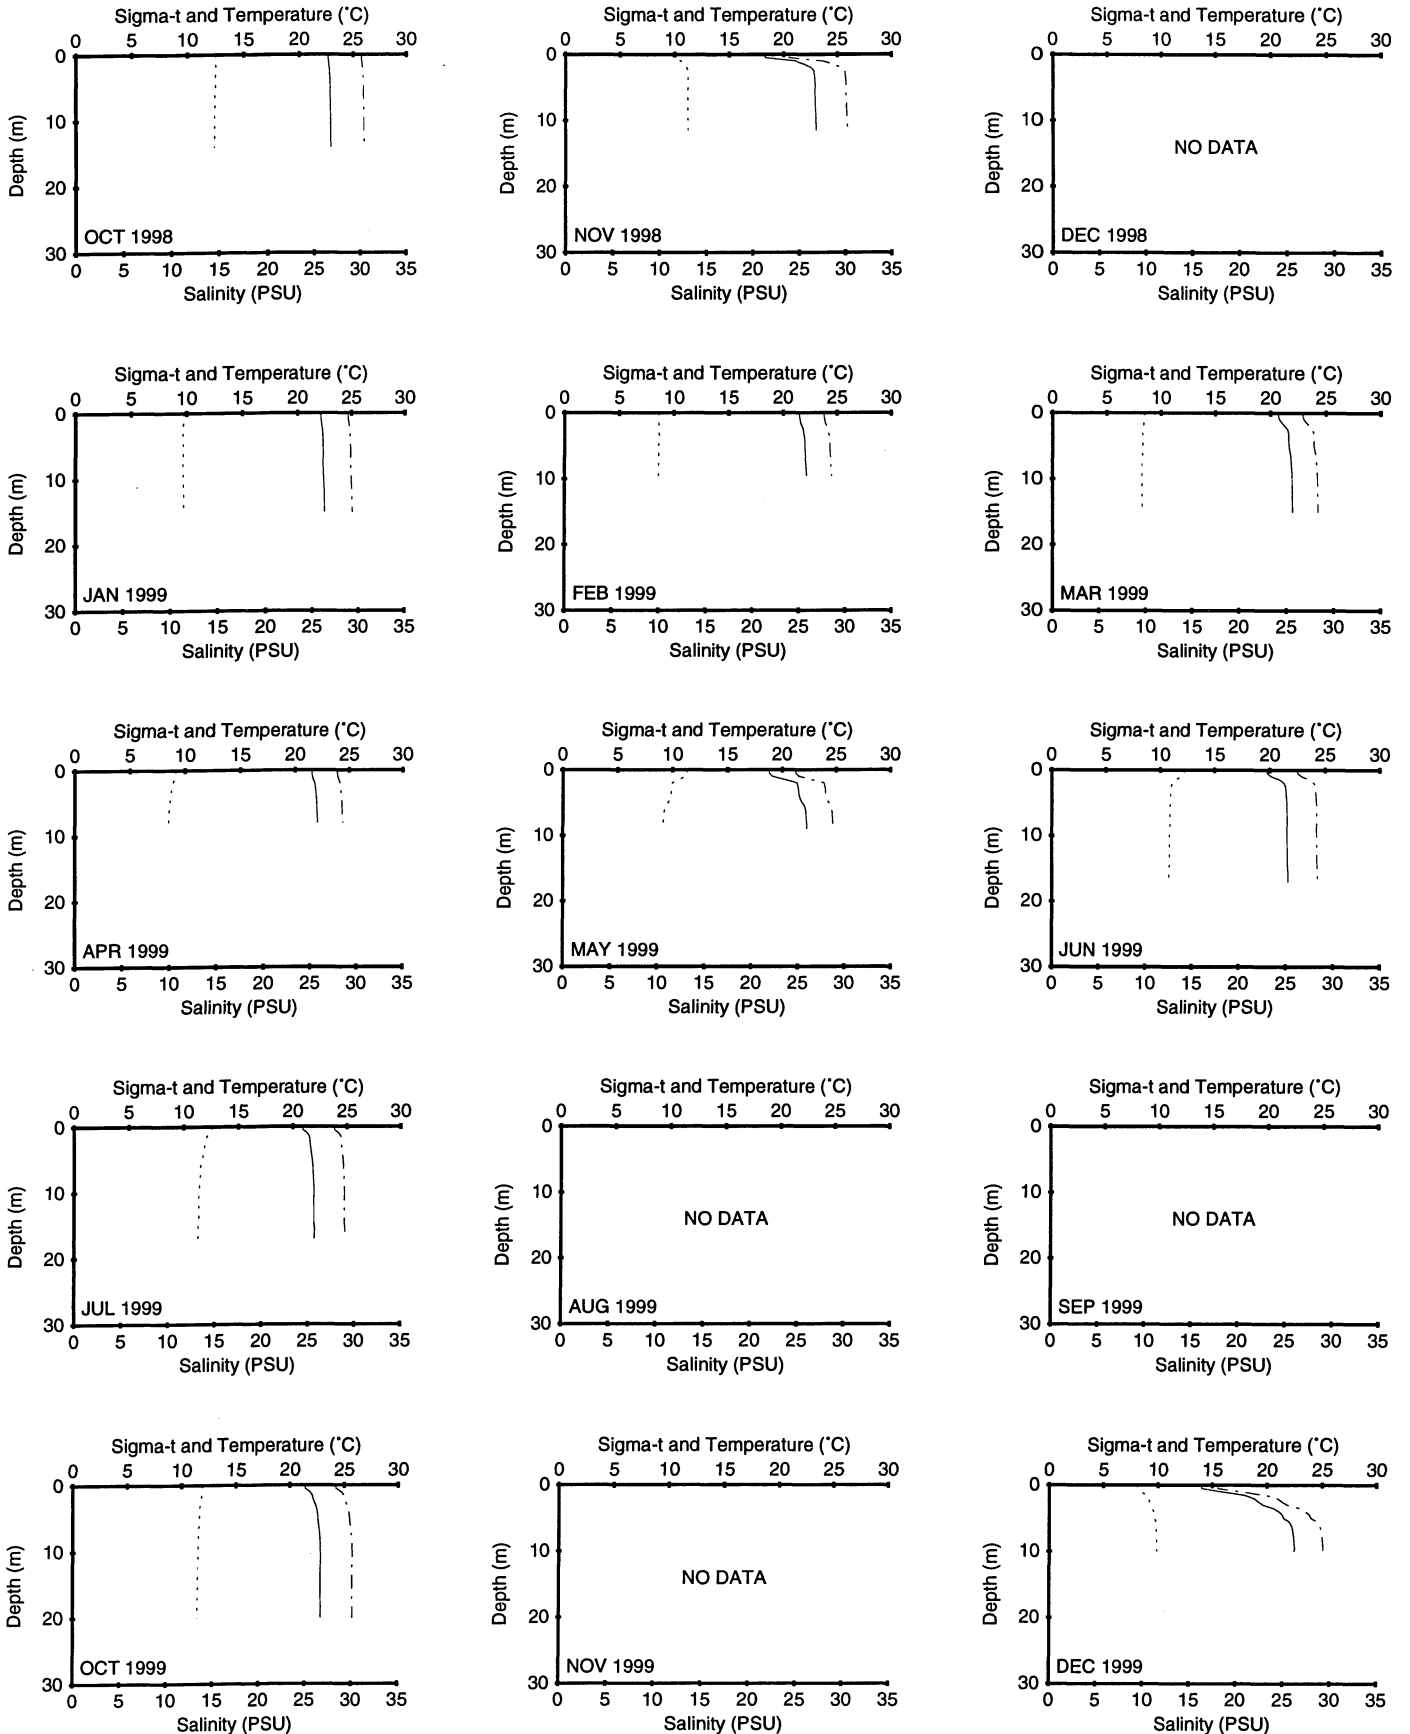 Sigma-t and Temperature (˚C) Sigma-t and Temperature (˚C) Sigma-t and Temperature (˚C)
0 5 10 15 20 25 30 0 5 10 15 20 25 30 0 5 10 15 20 25 30
0 0 0
10 10 10
Depth (m) Depth (m) Depth (m)
NO DATA
20 20 20
OCT 1998 NOV 1998 DEC 1998
30 30 30
0 5 10 15 20 25 30 35 0 5 10 15 20 25 30 35 0 5 10 15 20 25 30 35
Salinity (PSU) Salinity (PSU) Salinity (PSU)
Sigma-t and Temperature (˚C) Sigma-t and Temperature (˚C) Sigma-t and Temperature (˚C)
0 5 10 15 20 25 30 0 5 10 15 20 25 30 0 5 10 15 20 25 30
0 0 0
10 10 10
Depth (m) Depth (m) Depth (m)
20 20 20
JAN 1999 FEB 1999 MAR 1999
30 30 30
0 5 10 15 20 25 30 35 0 5 10 15 20 25 30 35 0 5 10 15 20 25 30 35
Salinity (PSU) Salinity (PSU) Salinity (PSU)
Sigma-t and Temperature (˚C) Sigma-t and Temperature (˚C) Sigma-t and Temperature (˚C)
0 5 10 15 20 25 30 0 5 10 15 20 25 30 0 5 10 15 20 25 30
0 0 0
10 10 10
Depth (m) Depth (m) Depth (m)
20 20 20
APR 1999 MAY 1999 JUN 1999
30 30 30
0 5 10 15 20 25 30 35 0 5 10 15 20 25 30 35 0 5 10 15 20 25 30 35
Salinity (PSU) Salinity (PSU) Salinity (PSU)
Sigma-t and Temperature (˚C) Sigma-t and Temperature (˚C) Sigma-t and Temperature (˚C)
0 5 10 15 20 25 30 0 5 10 15 20 25 30 0 5 10 15 20 25 30
0 0 0
10 10 10
Depth (m) Depth (m) Depth (m)
NO DATA NO DATA
20 20 20
JUL 1999 AUG 1999 SEP 1999
30 30 30
0 5 10 15 20 25 30 35 0 5 10 15 20 25 30 35 0 5 10 15 20 25 30 35
Salinity (PSU) Salinity (PSU) Salinity (PSU)
Sigma-t and Temperature (˚C) Sigma-t and Temperature (˚C) Sigma-t and Temperature (˚C)
0 5 10 15 20 25 30 0 5 10 15 20 25 30 0 5 10 15 20 25 30
0 0 0
10 10 10
Depth (m) Depth (m) Depth (m)
NO DATA
20 20 20
OCT 1999 NOV 1999 DEC 1999
30 30 30
0 5 10 15 20 25 30 35 0 5 10 15 20 25 30 35 0 5 10 15 20 25 30 35
Salinity (PSU) Salinity (PSU) Salinity (PSU)